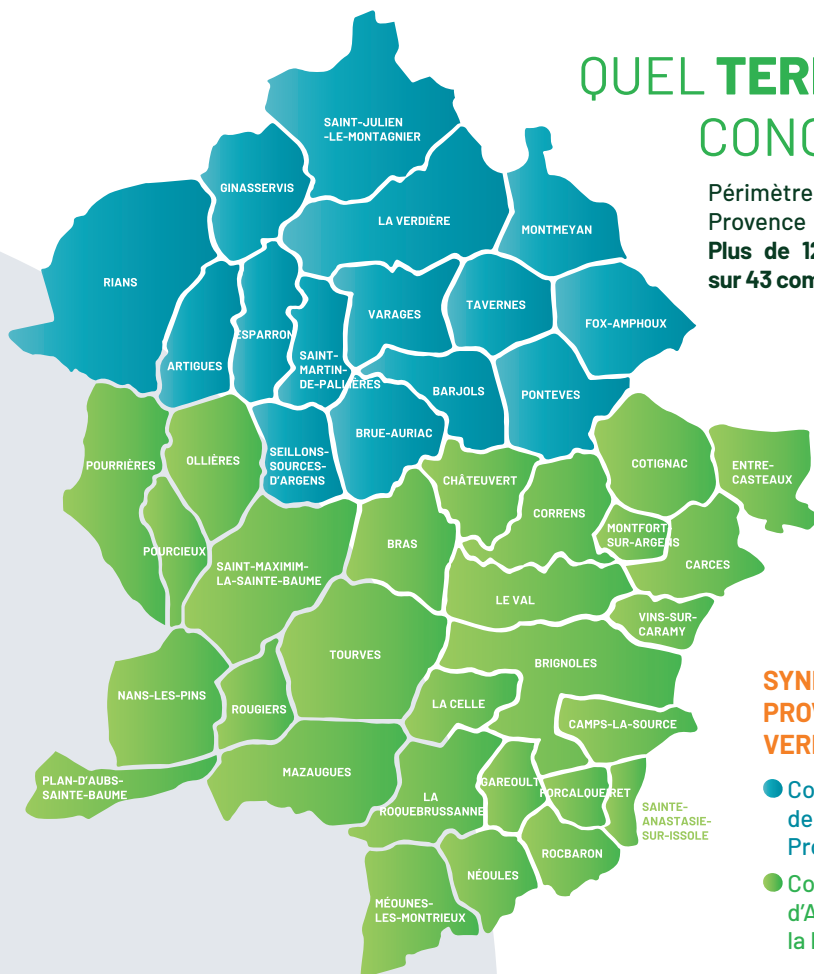 QUEL TERR
CONC
Périmètre
Provence
Plus de 12
sur 43 com
SAINT-JULIEN
-LE-MONTAGNIER
GINASSERVIS
LA VERDIÈRE
MONTMEYAN
RIANS
ARTIGUES
ESPARRON
SAINT-
MARTIN-
DE-PALLIÈRES
VARAGES
TAVERNES
FOX-AMPHOUX
BARJOLS
PONTEVES
BRUE-AURIAC
SEILLONS-
SOURCES-
D'ARGENS
POURRIÈRES
OLLIÈRES
POURCIEUX
CHÂTEUVERT
CORRENS
COTIGNAC
ENTRE-
CASTEAUX
MONTFORT
SUR-ARGENS
CARCES
BRAS
SAINT-MAXIMIM-
LA-SAINTE-BAUME
LE VAL
VINS-SUR-
CARAMY
TOURVES
BRIGNOLES
NANS-LES-PINS
ROUGIERS
LA CELLE
CAMPS-LA-SOURCE
PLAN-D'AUBS-
SAINTE-BAUME
MAZAUGUES
LA
ROQUEBRUSSANNE
GAREOULT
FORCALQUEIRET
SAINTE-
ANASTASIE-
SUR-ISSOLE
ROCBARON
NÉOULES
MÉOUNES-
LES-MONTRIEUX
PROV
Co
de
Pr
Co
d'A
la